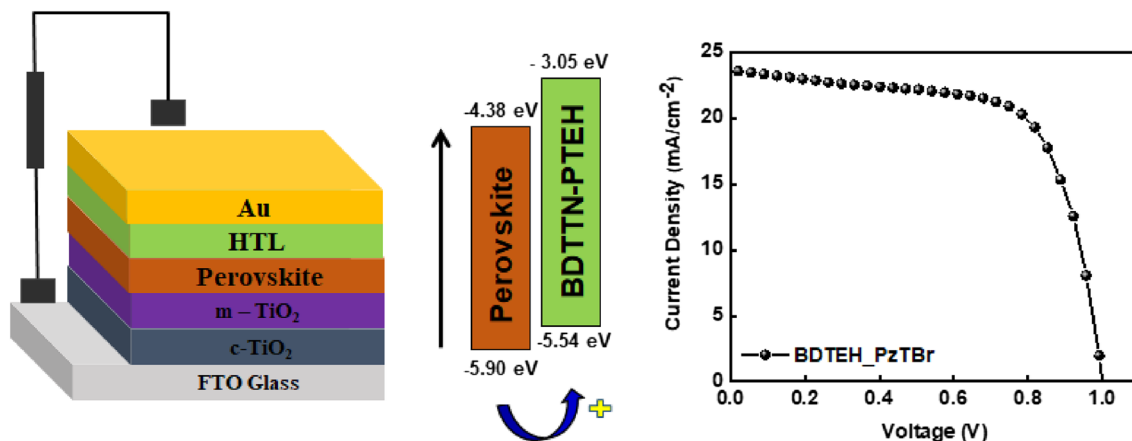 Au
HTL
Perovskite
m – TiO₂
c-TiO₂
FTO Glass
- 3.05 eV
-4.38 eV
Perovskite
BDTTN-PTEH
-5.54 eV
-5.90 eV
+
25
20
15
10
5
0
Current Density (mA/cm⁻²)
BDTEH_PzTBr
0.0
0.2
0.4
0.6
0.8
1.0
Voltage (V)